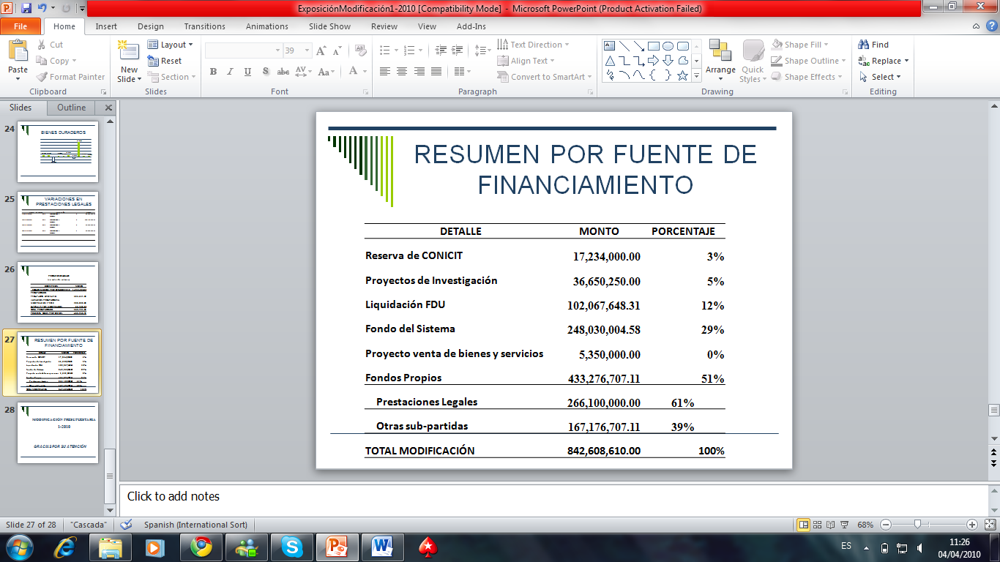 ExposiciónModificación1-2010 [Compatibility Mode] - Microsoft PowerPoint (Product Activation Failed)
File Home Insert Design Transitions Animations Slide Show Review View Add-Ins
Paste
Cut
Copy
Format Painter
Clipboard
New Slide
Layout
Reset
Section
Slides
39
B I U S abc AV Aa A
Font
Text Direction
Align Text
Convert to SmartArt
Paragraph
Arrange
Quick Styles
Shape Fill
Shape Outline
Shape Effects
Drawing
Find
Replace
Select
Editing
Slides Outline
24
BIENES DURADEROS
25
VARIACIONES EN
PRESTACIONES LEGALES
26
27
RESUMEN POR FUENTE DE
FINANCIAMIENTO
28
MODIFICACIÓN PRESUPUESTARIA
1-2010
GRACIAS POR SU ATENCIÓN
RESUMEN POR FUENTE DE
FINANCIAMIENTO
DETALLE MONTO PORCENTAJE
Reserva de CONICIT 17,234,000.00 3%
Proyectos de Investigación 36,650,250.00 5%
Liquidación FDU 102,067,648.31 12%
Fondo del Sistema 248,030,004.58 29%
Proyecto venta de bienes y servicios 5,350,000.00 0%
Fondos Propios 433,276,707.11 51%
Prestaciones Legales 266,100,000.00 61%
Otras sub-partidas 167,176,707.11 39%
TOTAL MODIFICACIÓN 842,608,610.00 100%
Click to add notes
Slide 27 of 28 "Cascada" Spanish (International Sort) 68%
ES
11:26
04/04/2010